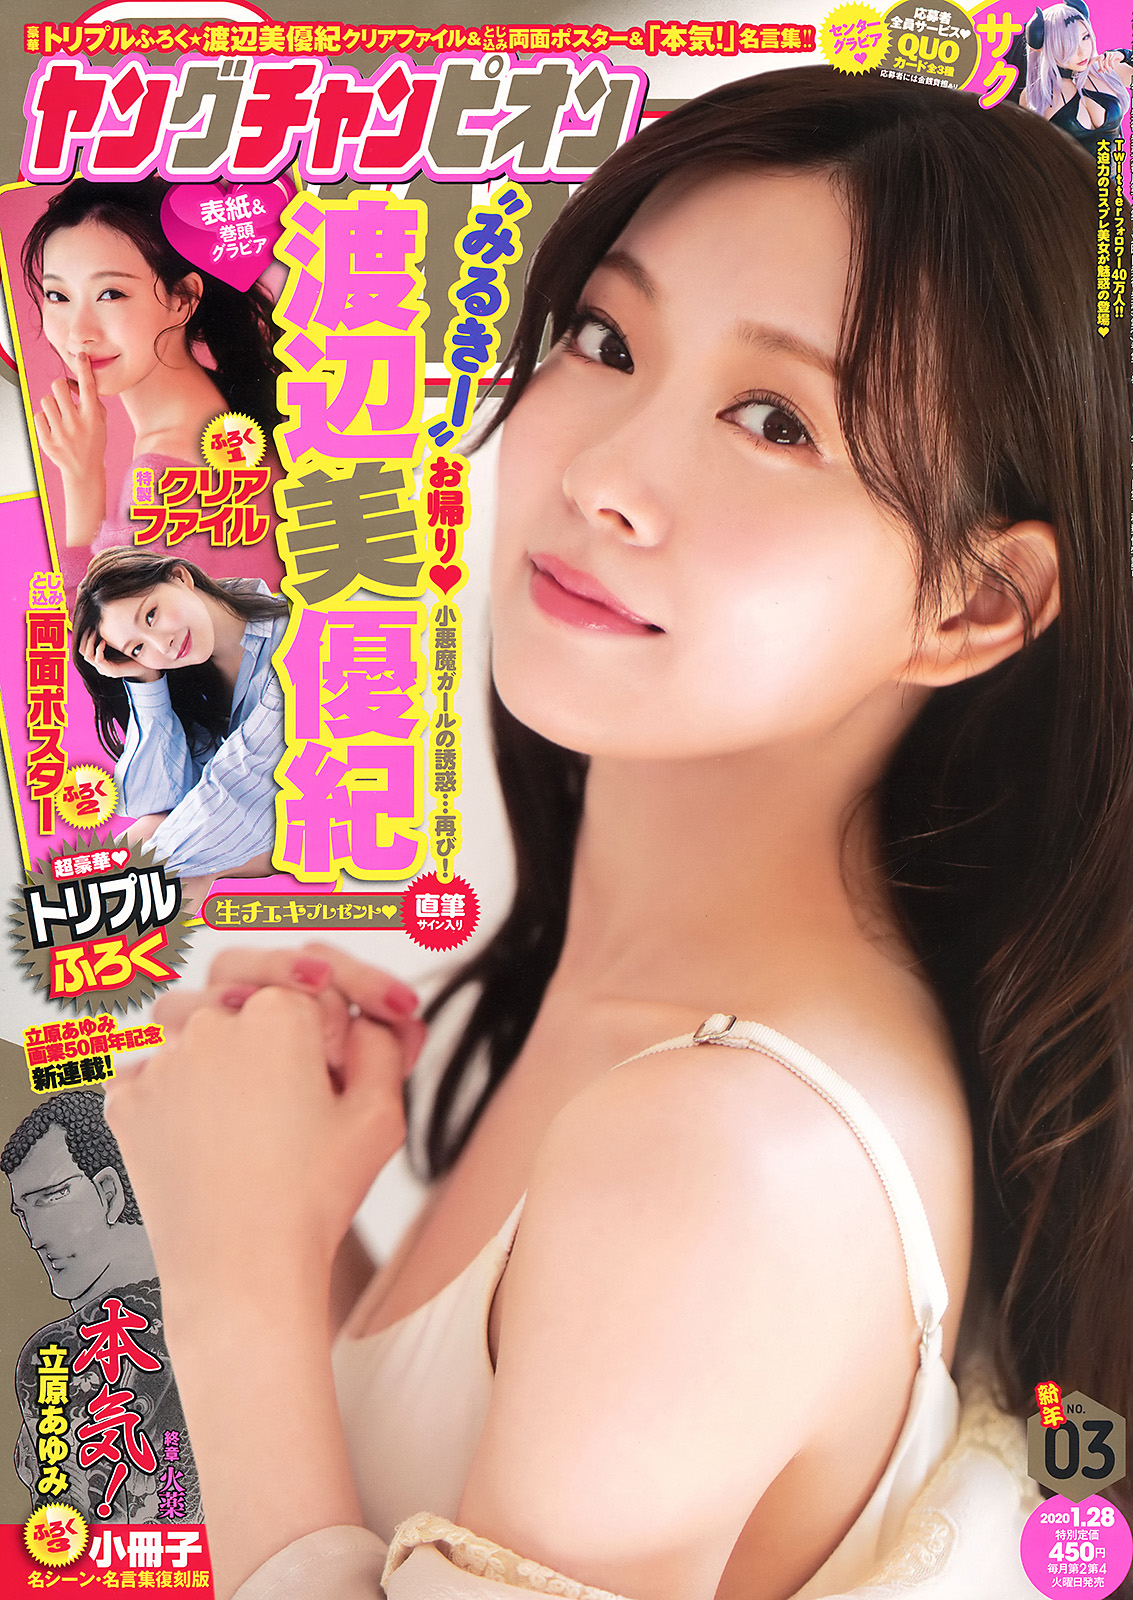 豪華トリプルふろく★渡辺美優紀クリアファイル&とじ込み両面ポスター&「本気!」名言集!!
ヤングチャンピオン
センターグラビア
応募者
全員サービス♥
QUO
カード全3種
応募者には金銭負担あり
サク
Twitterフォロワー40万人!!
大迫力のコスプレ美女が魅惑の登場♥
表紙&
巻頭
グラビア
"みるきー"お帰り♥
小悪魔ガールの誘惑…再び!
渡辺美優紀
ふろく
1
特製
クリア
ファイル
とじ込み
両面ポスター
ふろく
2
超豪華♥
トリプル
ふろく
生チェキプレゼント♥
直筆
サイン入り
立原あゆみ
画業50周年記念
新連載!
本気!
終章 火薬
立原あゆみ
ふろく
3
小冊子
名シーン・名言集復刻版
新年
NO.
03
2020 1.28
特別定価
450円
毎月第2第4
火曜日発売